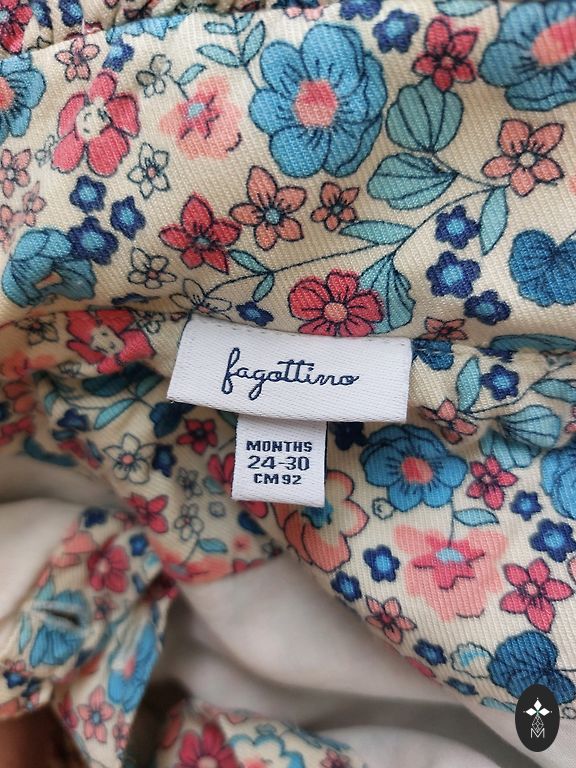 fagottino
MONTHS
24-30
CM 92